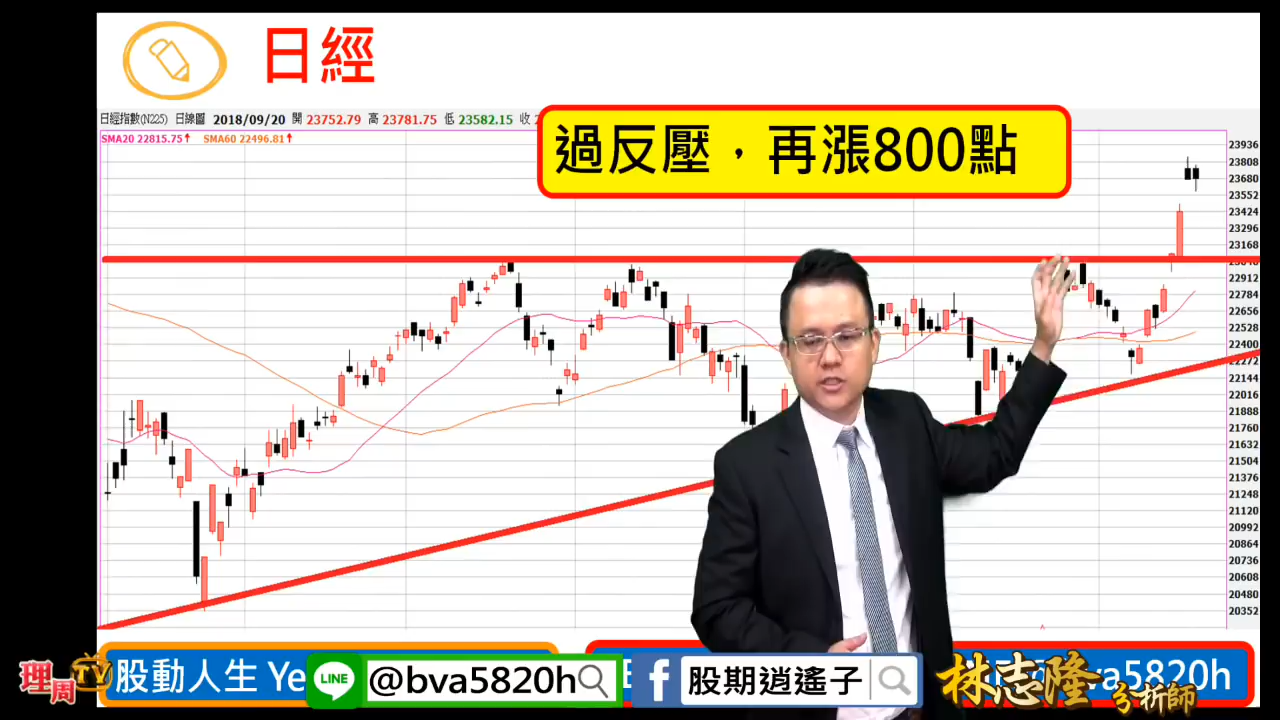 日經
日經指數(N225) 日線圖 2018/09/20 開 23752.79 高 23781.75 低 23582.15 收
SMA20 22815.75↑ SMA60 22496.81↑
過反壓，再漲800點
23936
23808
23680
23552
23424
23296
23168
23040
22912
22784
22656
22528
22400
22272
22144
22016
21888
21760
21632
21504
21376
21248
21120
20992
20864
20736
20608
20480
20352
理周TV
股動人生 Ye
LINE
@bva5820h
f
股期逍遙子
林志隆
分析師
va5820h